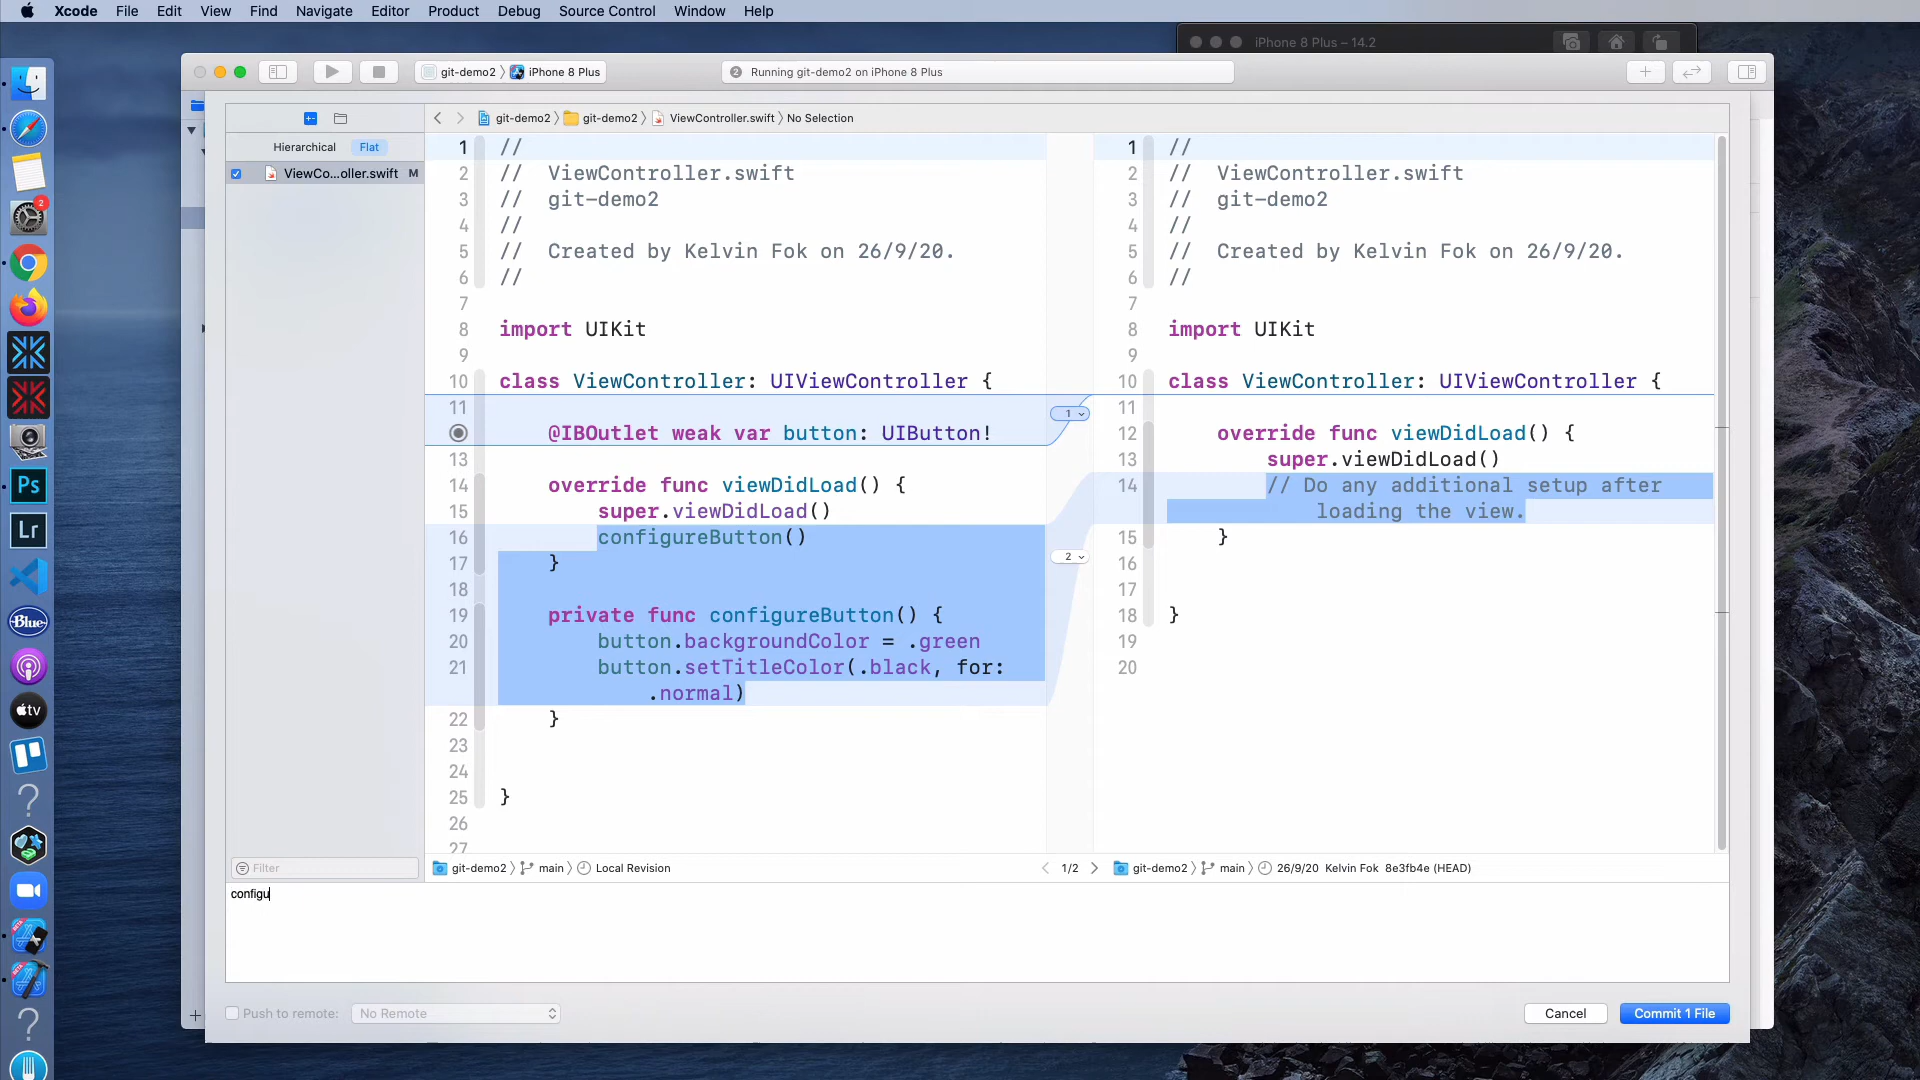 Xcode File Edit View Find Navigate Editor Product Debug Source Control Window Help
iPhone 8 Plus – 14.2
git-demo2 iPhone 8 Plus
2 Running git-demo2 on iPhone 8 Plus
git-demo2 git-demo2 ViewController.swift No Selection
Hierarchical Flat
ViewCo...oller.swift M
1 //
2 // ViewController.swift
3 // git-demo2
4 //
5 // Created by Kelvin Fok on 26/9/20.
6 //
7
8 import UIKit
9
10 class ViewController: UIViewController {
11
@IBOutlet weak var button: UIButton!
13
14 override func viewDidLoad() {
15 super.viewDidLoad()
16 configureButton()
17 }
18
19 private func configureButton() {
20 button.backgroundColor = .green
21 button.setTitleColor(.black, for:
.normal)
22 }
23
24
25 }
26
27
1
2
1 //
2 // ViewController.swift
3 // git-demo2
4 //
5 // Created by Kelvin Fok on 26/9/20.
6 //
7
8 import UIKit
9
10 class ViewController: UIViewController {
11
12 override func viewDidLoad() {
13 super.viewDidLoad()
14 // Do any additional setup after
loading the view.
15 }
16
17
18 }
19
20
Filter
git-demo2 main Local Revision
1/2
git-demo2 main 26/9/20 Kelvin Fok 8e3fb4e (HEAD)
configu
Push to remote: No Remote
Cancel Commit 1 File
2
Ps
Lr
Blue
tv
BETA
BETA